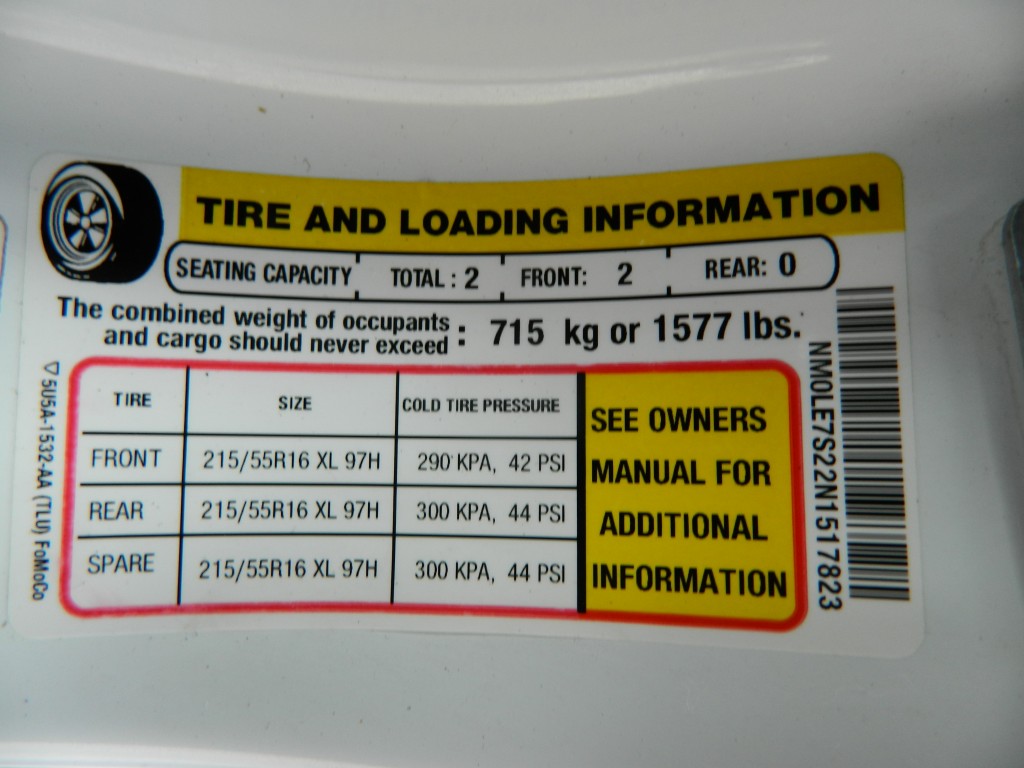 TIRE AND LOADING INFORMATION
SEATING CAPACITY TOTAL : 2 FRONT: 2 REAR: 0
The combined weight of occupants
and cargo should never exceed : 715 kg or 1577 lbs.
TIRE SIZE COLD TIRE PRESSURE
FRONT 215/55R16 XL 97H 290 KPA, 42 PSI
REAR 215/55R16 XL 97H 300 KPA, 44 PSI
SPARE 215/55R16 XL 97H 300 KPA, 44 PSI
SEE OWNERS
MANUAL FOR
ADDITIONAL
INFORMATION
5U5A-1532-AA (TLU) FoMoCo
NM0LE7S22N1517823